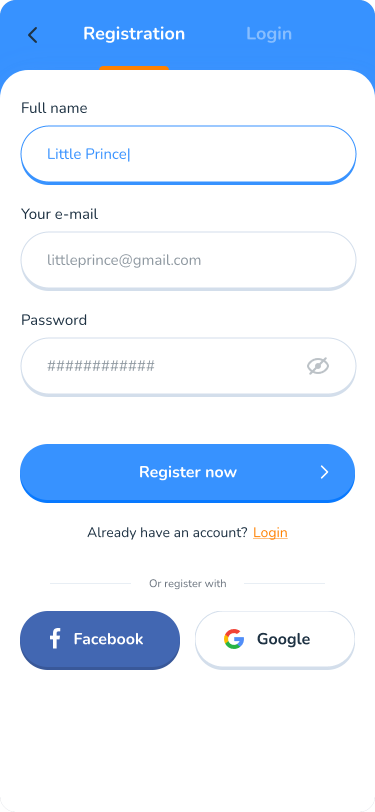 Registration Login
Full name
Little Prince
Your e-mail
littleprince@gmail.com
Password
############
Register now
Already have an account? Login
Or register with
Facebook Google